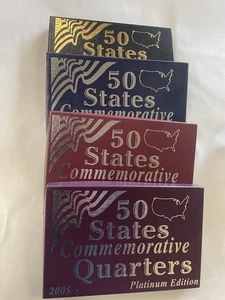 50
States
50
States
Commemorative
50
States
Commemorative
50
States
Commemorative
Quarters
2005
Platinum Edition